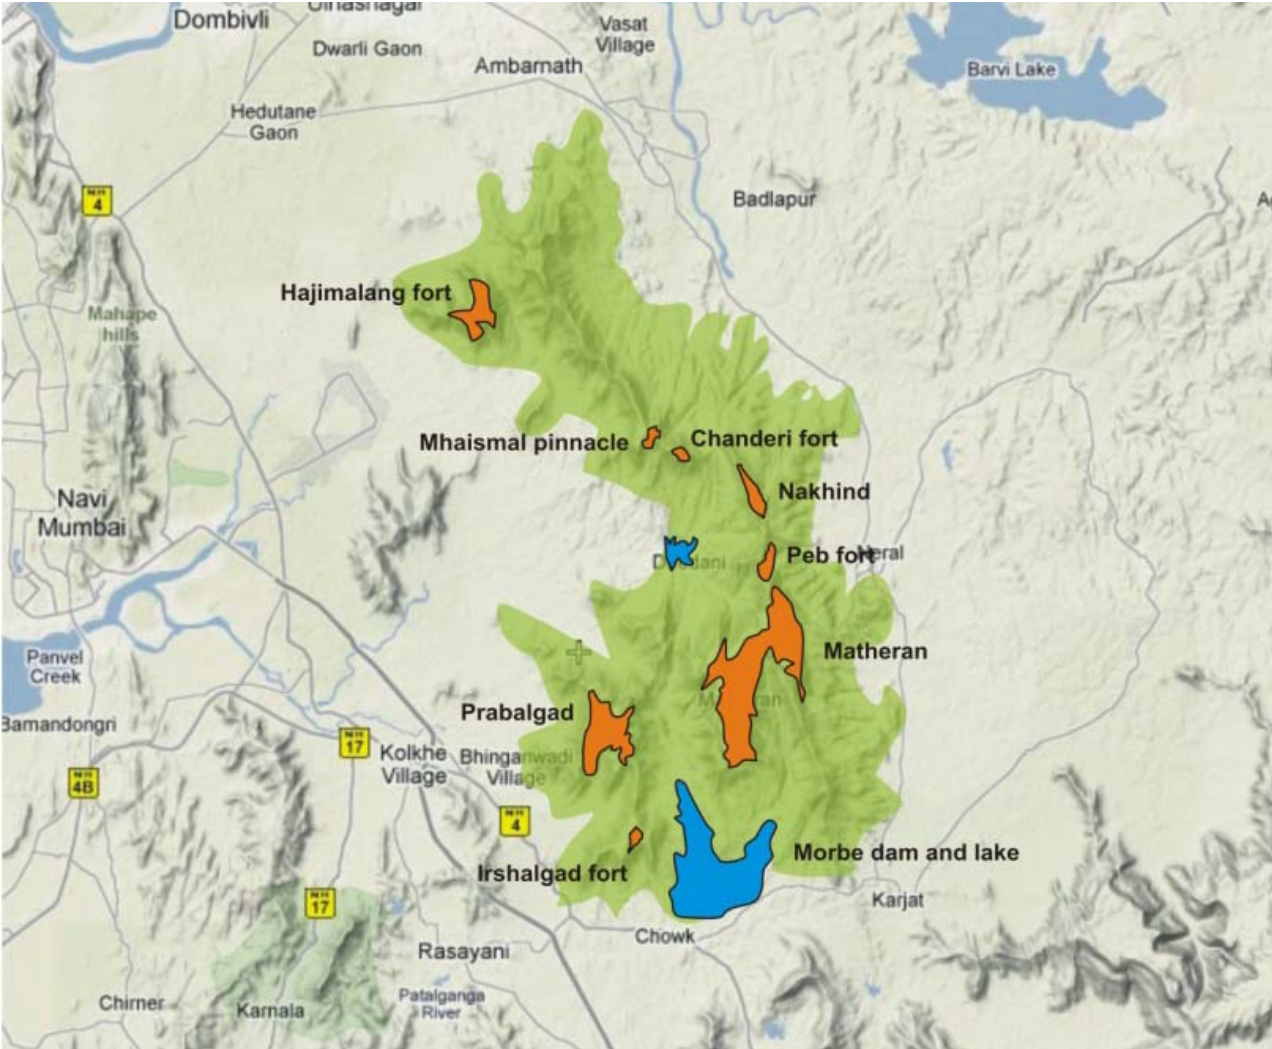 Dombivli
Ulhasnagar
Dwarli Gaon
Vasat
Village
Ambarnath
Barvi Lake
Hedutane
Gaon
NH
4
Badlapur
Hajimalang fort
Mahape
hills
Mhaismal pinnacle
Chanderi fort
Nakhind
Navi
Mumbai
Peb fort
Neral
Panvel
Creek
Matheran
Prabalgad
Bamandongri
NH
17
Kolkhe
Village
Bhinganwadi
Village
NH
4B
NH
4
Irshalgad fort
Morbe dam and lake
NH
17
Karjat
Chowk
Rasayani
Chirner
Karnala
Patalganga
River